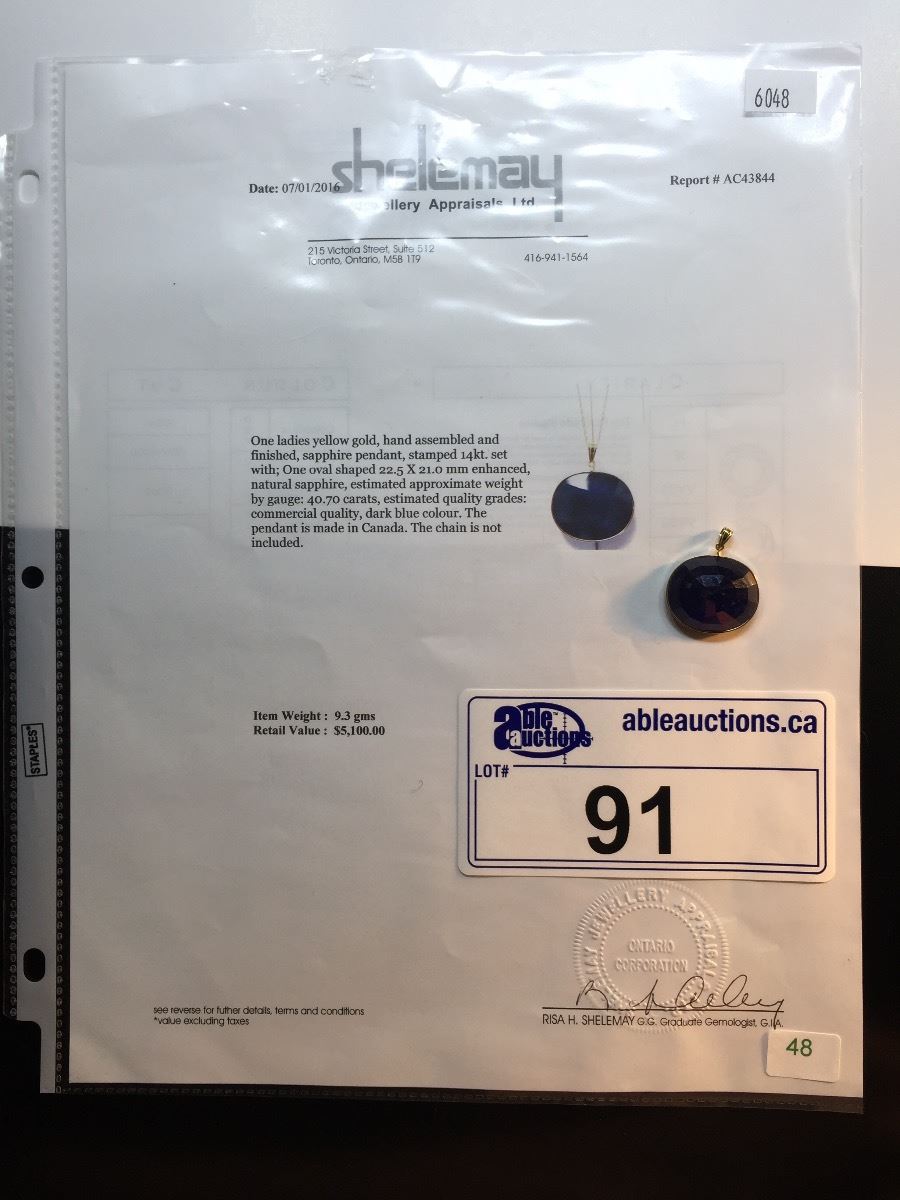 6048
shelemay
Date: 07/01/2016
Report # AC43844
ellery Appraisals Ltd
215 Victoria Street, Suite 512
Toronto, Ontario, M5B 1T9
416-941-1564
One ladies yellow gold, hand assembled and
finished, sapphire pendant, stamped 14kt. set
with; One oval shaped 22.5 X 21.0 mm enhanced,
natural sapphire, estimated approximate weight
by gauge: 40.70 carats, estimated quality grades:
commercial quality, dark blue colour. The
pendant is made in Canada. The chain is not
included.
Item Weight : 9.3 gms
Retail Value : $5,100.00
STAPLES
able auctions™
ableauctions.ca
LOT#
91
MAY JEWELLERY APPRAISAL
ONTARIO
CORPORATION
see reverse for futher details, terms and conditions
*value excluding taxes
RISA H. SHELEMAY G.G. Graduate Gemologist, G.I.A.
48